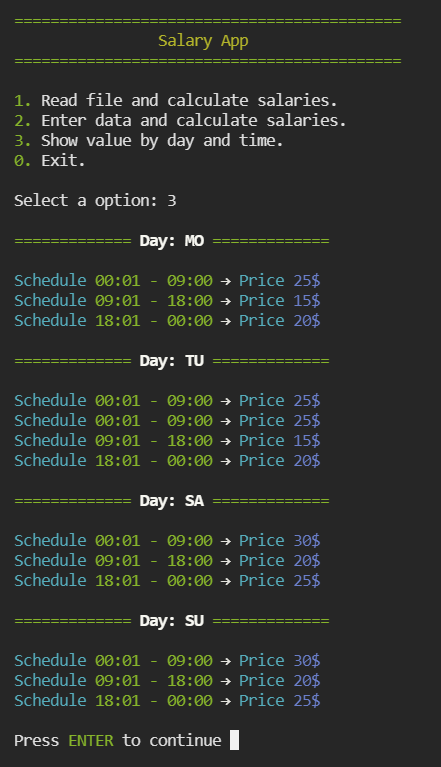 ===========================================
Salary App
===========================================
1. Read file and calculate salaries.
2. Enter data and calculate salaries.
3. Show value by day and time.
0. Exit.
Select a option: 3
============= Day: MO =============
Schedule 00:01 - 09:00 → Price 25$
Schedule 09:01 - 18:00 → Price 15$
Schedule 18:01 - 00:00 → Price 20$
============= Day: TU =============
Schedule 00:01 - 09:00 → Price 25$
Schedule 00:01 - 09:00 → Price 25$
Schedule 09:01 - 18:00 → Price 15$
Schedule 18:01 - 00:00 → Price 20$
============= Day: SA =============
Schedule 00:01 - 09:00 → Price 30$
Schedule 09:01 - 18:00 → Price 20$
Schedule 18:01 - 00:00 → Price 25$
============= Day: SU =============
Schedule 00:01 - 09:00 → Price 30$
Schedule 09:01 - 18:00 → Price 20$
Schedule 18:01 - 00:00 → Price 25$
Press ENTER to continue